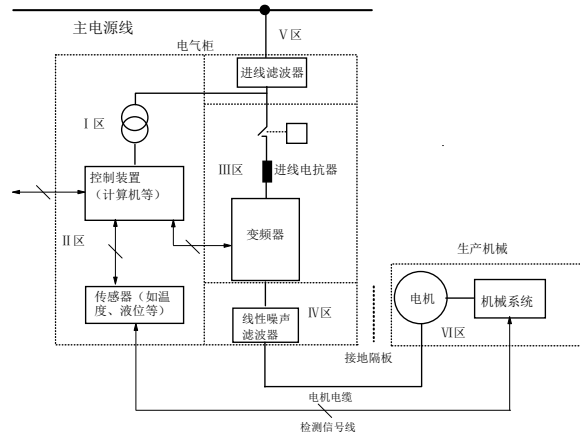 主电源线
V区
电气柜
进线滤波器
I区
控制装置
(计算机等)
III区
进线电抗器
变频器
II区
生产机械
传感器(如温
度、液位等)
线性噪声
滤波器
IV区
电机
机械系统
VI区
接地隔板
电机电缆
检测信号线